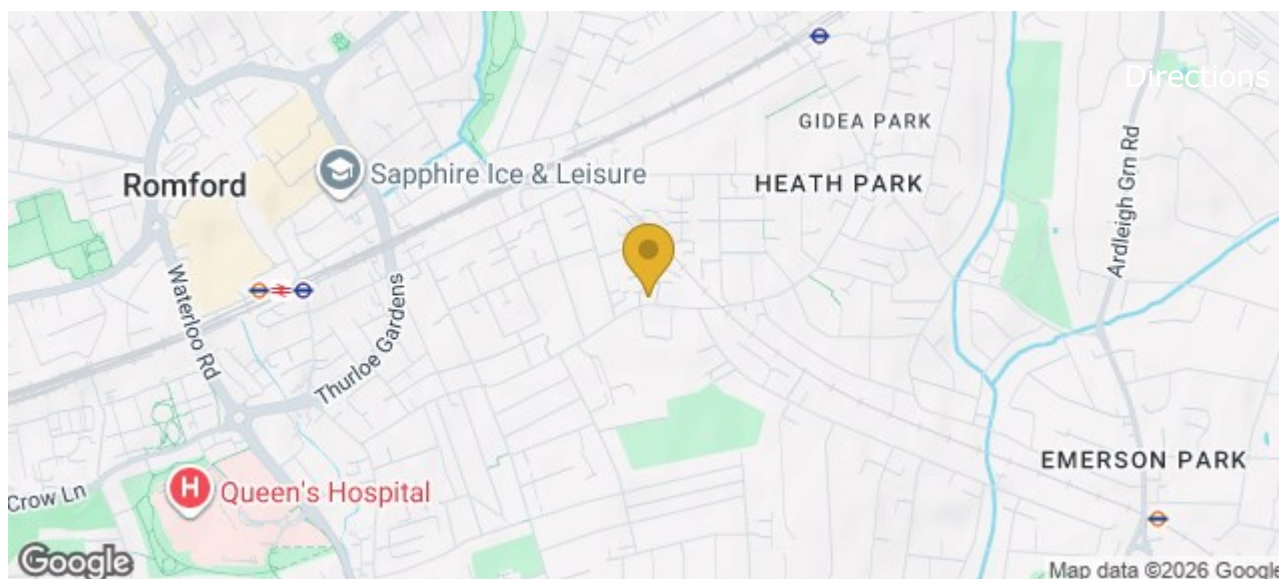 Directions
GIDEA PARK
Ardleigh Grn Rd
Sapphire Ice & Leisure
Romford
HEATH PARK
Waterloo Rd
Thurloe Gardens
EMERSON PARK
Crow Ln
H
Queen's Hospital
Google
Map data ©2026 Google